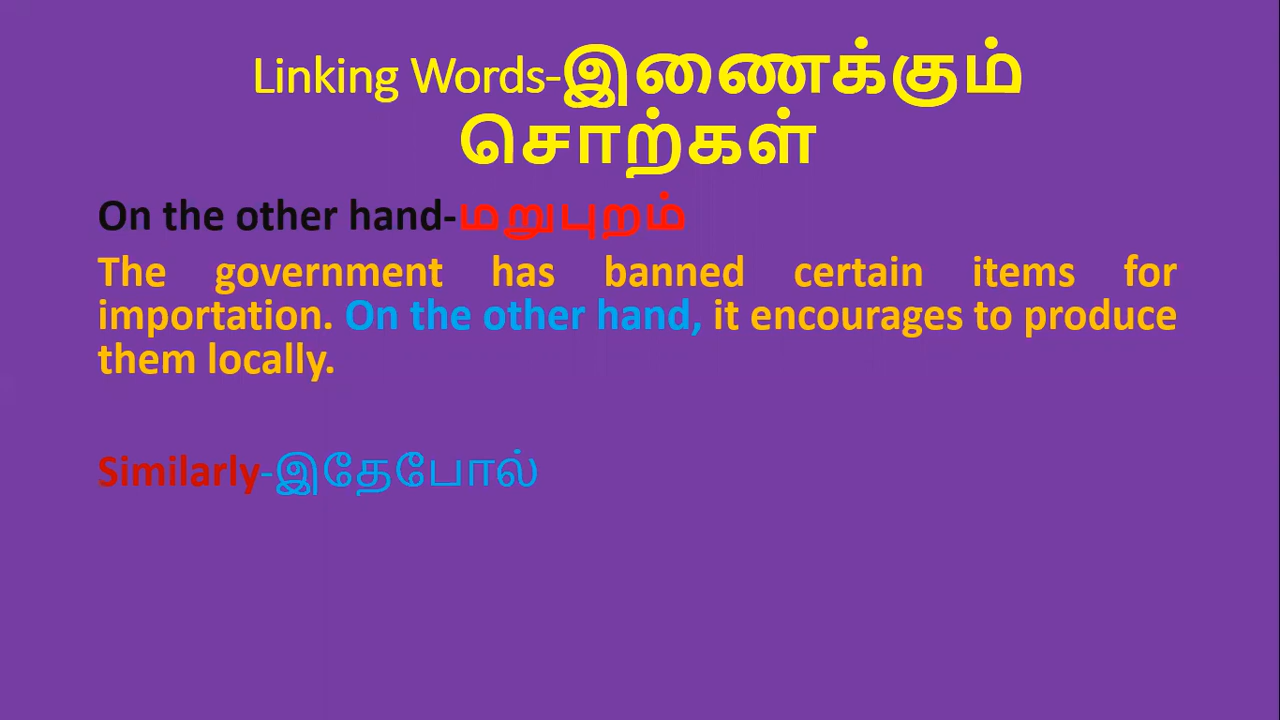 Linking Words-இணைக்கும்
சொற்கள்
On the other hand-மறுபுறம்
The government has banned certain items for
importation. On the other hand, it encourages to produce
them locally.
Similarly-இதேபோல்